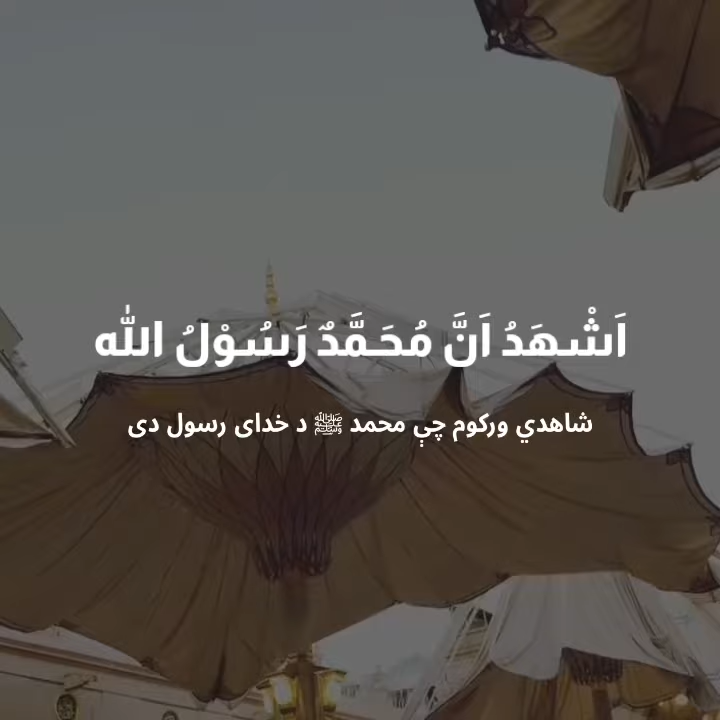 اَشْهَدُ اَنَّ مُحَمَّدٌ رَسُوْلُ اللّٰه
شاهدي ورکوم چې محمد ﷺ د خدای رسول دی